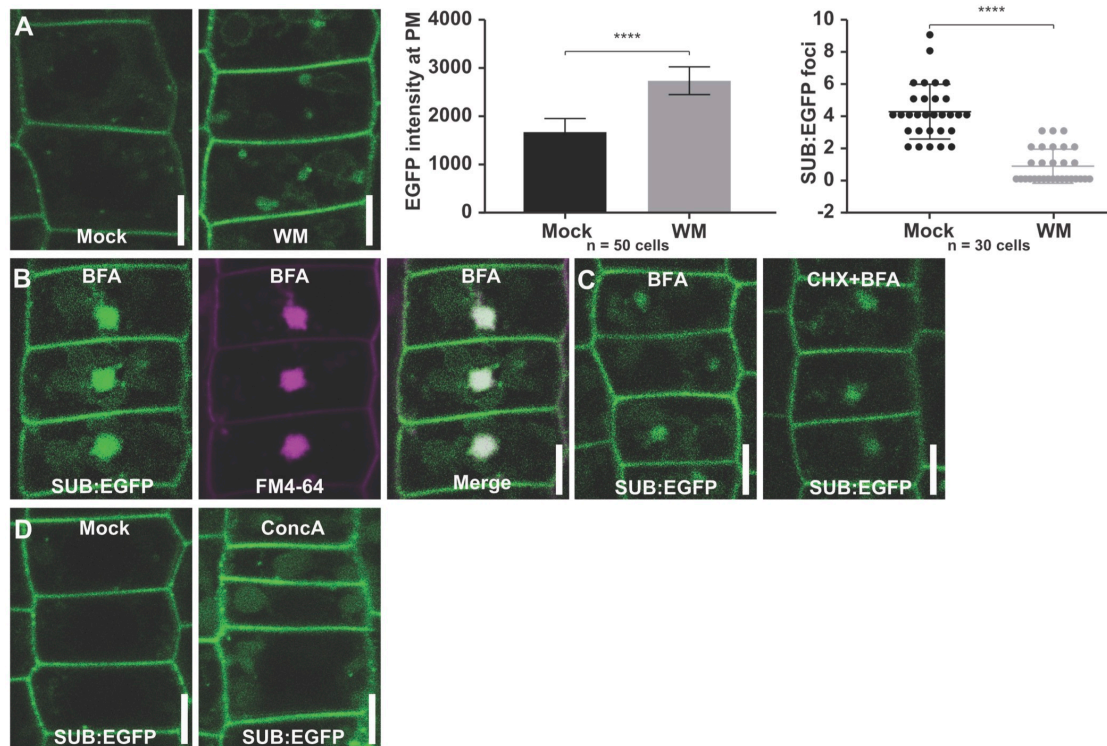 A
Mock
WM
EGFP intensity at PM
4000
3000
2000
1000
0
****
Mock
WM
n = 50 cells
SUB:EGFP foci
10
8
6
4
2
0
-2
****
Mock
WM
n = 30 cells
B
BFA
SUB:EGFP
BFA
FM4-64
BFA
Merge
C
BFA
SUB:EGFP
CHX+BFA
SUB:EGFP
D
Mock
SUB:EGFP
ConcA
SUB:EGFP